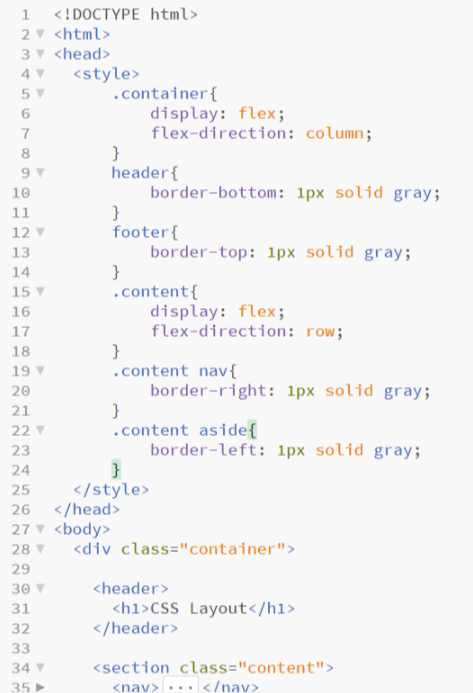 1 <!DOCTYPE html>
2 <html>
3 <head>
4 <style>
5 .container{
6 display: flex;
7 flex-direction: column;
8 }
9 header{
10 border-bottom: 1px solid gray;
11 }
12 footer{
13 border-top: 1px solid gray;
14 }
15 .content{
16 display: flex;
17 flex-direction: row;
18 }
19 .content nav{
20 border-right: 1px solid gray;
21 }
22 .content aside{
23 border-left: 1px solid gray;
24 }
25 </style>
26 </head>
27 <body>
28 <div class="container">
29
30 <header>
31 <h1>CSS Layout</h1>
32 </header>
33
34 <section class="content">
35 <nav>...</nav>